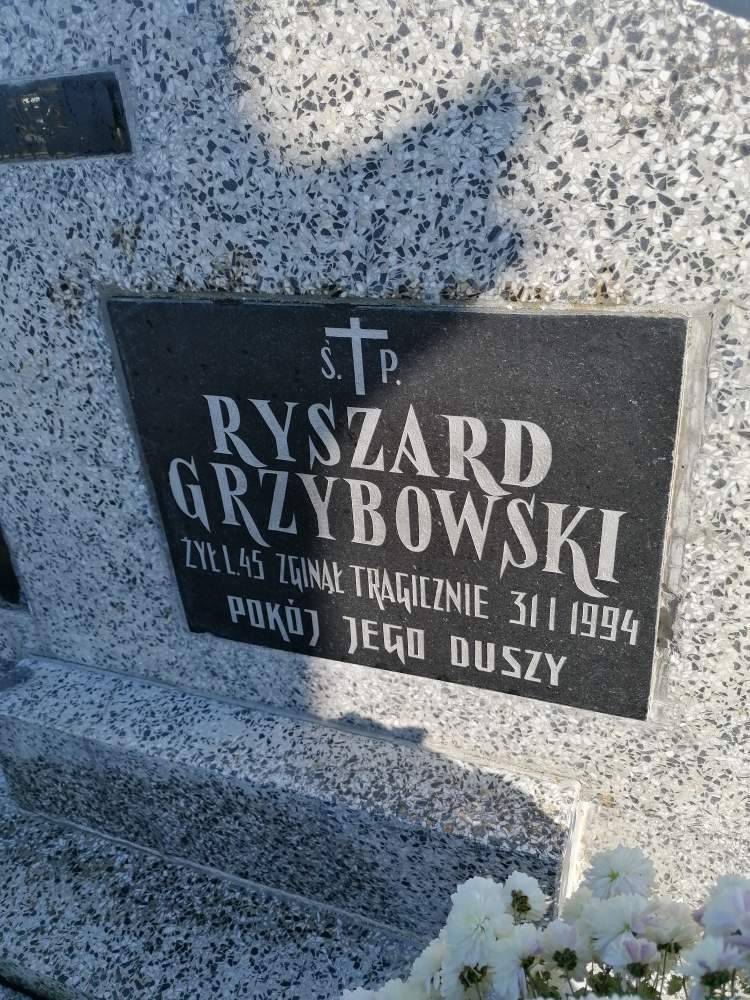 Ś. P.
RYSZARD
GRZYBOWSKI
ŻYŁ L.45 ZGINĄŁ TRAGICZNIE 31 I 1994
POKÓJ JEGO DUSZY